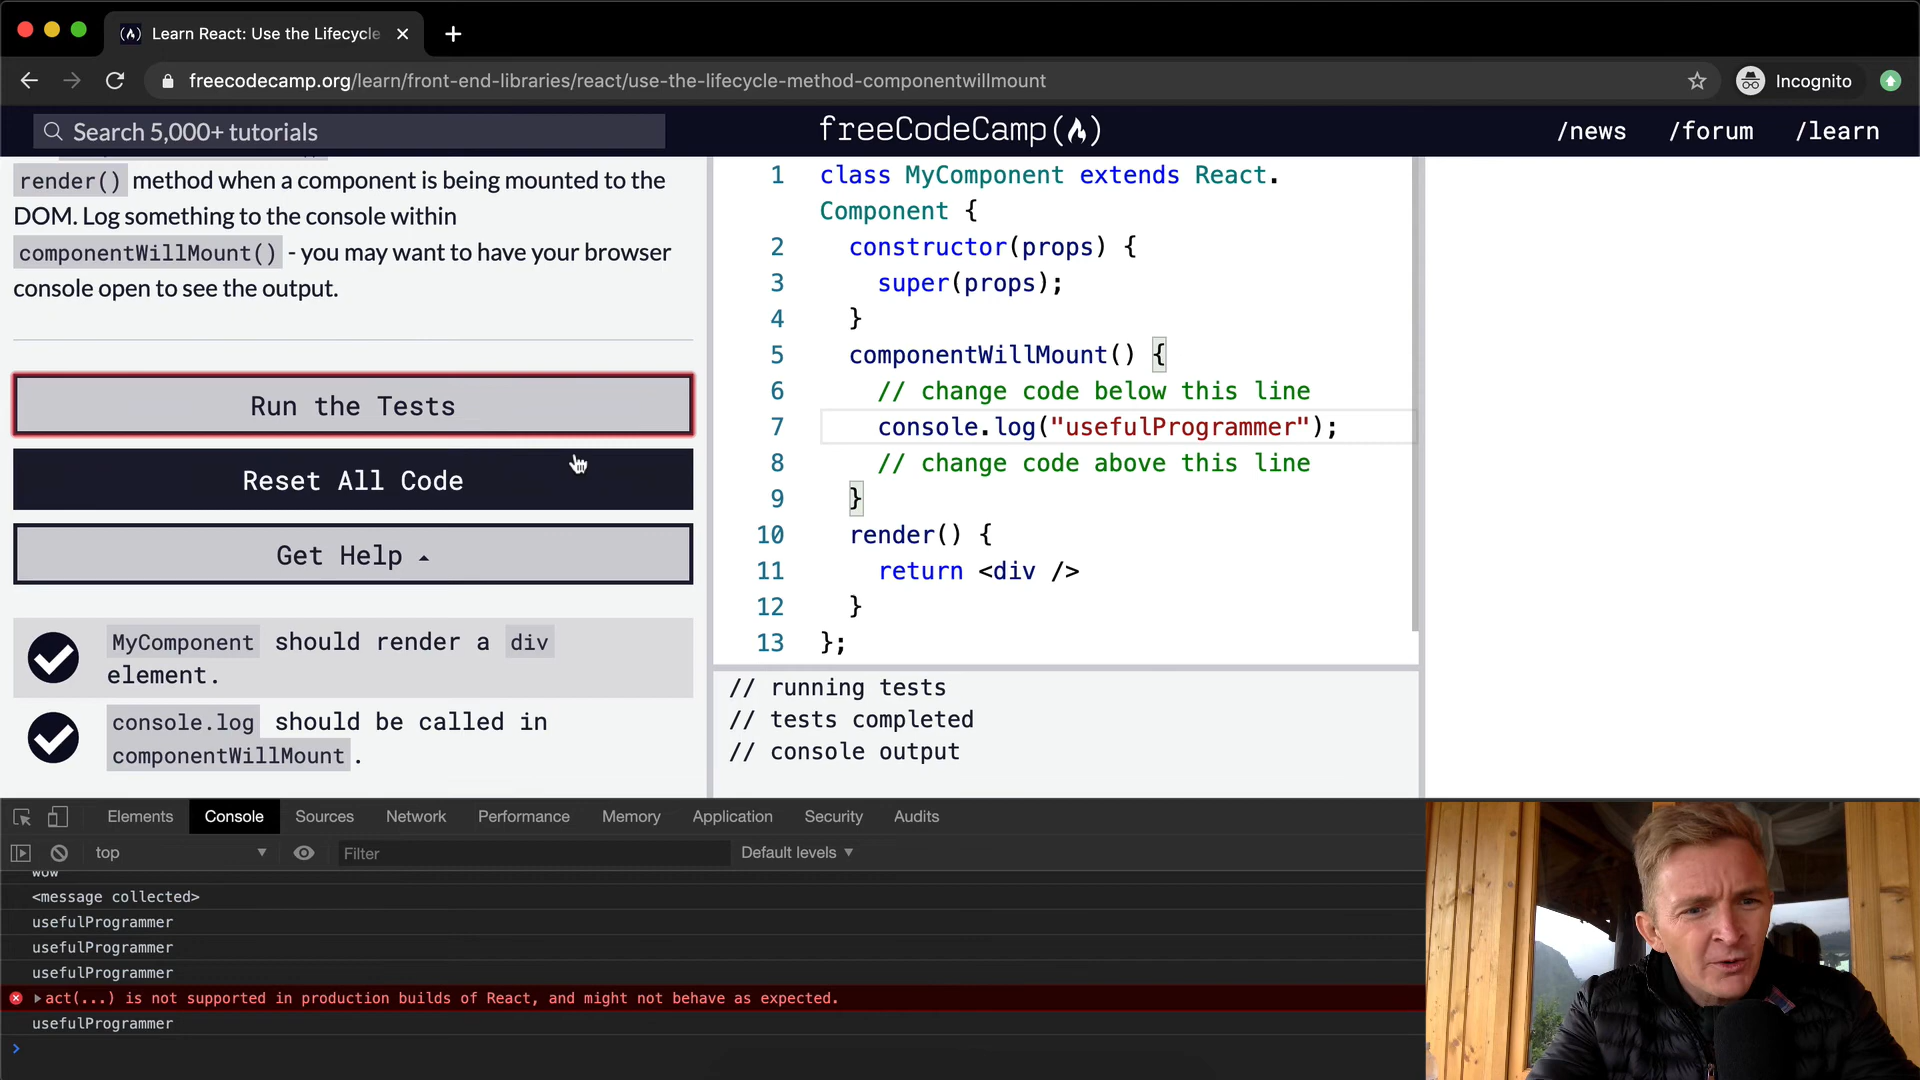 Learn React: Use the Lifecycle
freecodecamp.org/learn/front-end-libraries/react/use-the-lifecycle-method-componentwillmount
Incognito
Search 5,000+ tutorials
freeCodeCamp
/news /forum /learn
render() method when a component is being mounted to the
DOM. Log something to the console within
componentWillMount() - you may want to have your browser
console open to see the output.
Run the Tests
Reset All Code
Get Help
MyComponent should render a div
element.
console.log should be called in
componentWillMount.
1 class MyComponent extends React.
Component {
2 constructor(props) {
3 super(props);
4 }
5 componentWillMount() {
6 // change code below this line
7 console.log("usefulProgrammer");
8 // change code above this line
9 }
10 render() {
11 return <div />
12 }
13 };
// running tests
// tests completed
// console output
Elements Console Sources Network Performance Memory Application Security Audits
top Filter Default levels
wow
<message collected>
usefulProgrammer
usefulProgrammer
usefulProgrammer
act(...) is not supported in production builds of React, and might not behave as expected.
usefulProgrammer